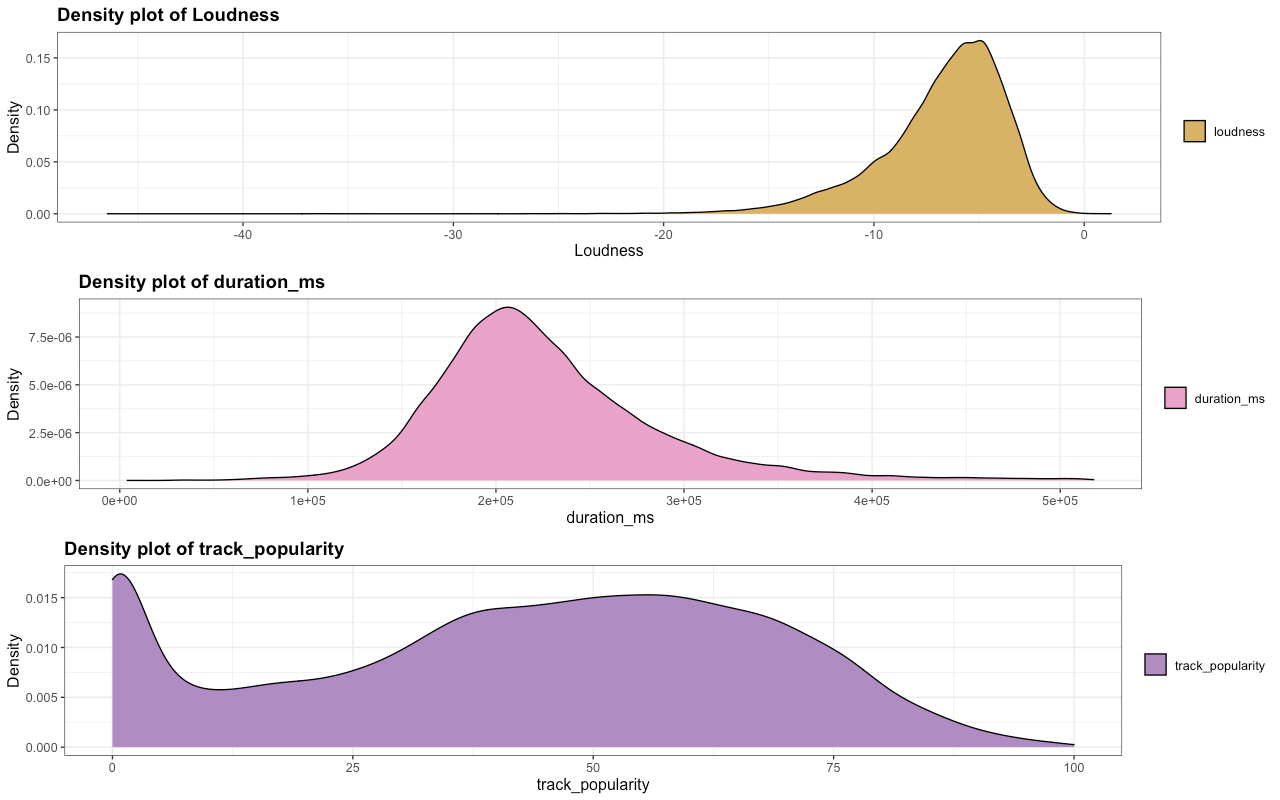 Density plot of Loudness
0.15
0.10
0.05
0.00
Density
-40 -30 -20 -10 0
Loudness
loudness
Density plot of duration_ms
7.5e-06
5.0e-06
2.5e-06
0.0e+00
Density
0e+00 1e+05 2e+05 3e+05 4e+05 5e+05
duration_ms
duration_ms
Density plot of track_popularity
0.015
0.010
0.005
0.000
Density
0 25 50 75 100
track_popularity
track_popularity